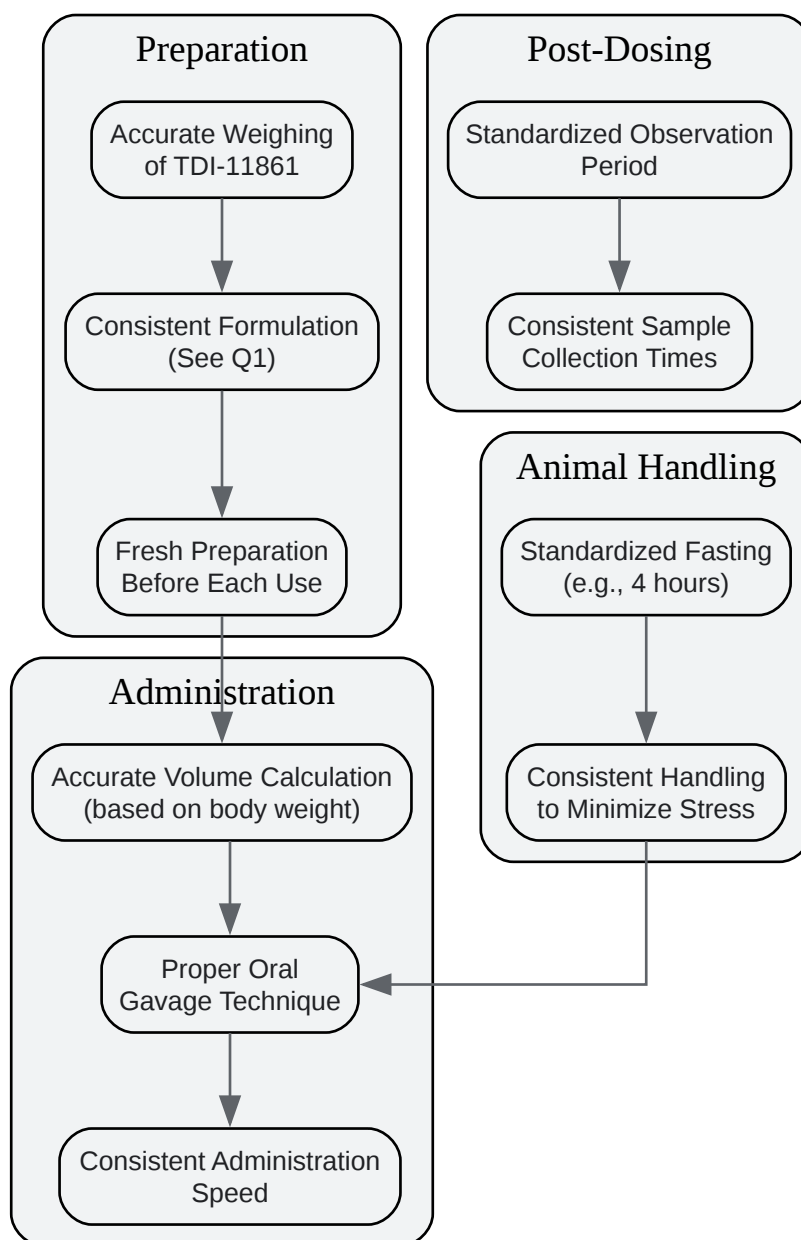 Preparation
Accurate Weighing
of TDI-11861
Consistent Formulation
(See Q1)
Fresh Preparation
Before Each Use
Post-Dosing
Standardized Observation
Period
Consistent Sample
Collection Times
Animal Handling
Standardized Fasting
(e.g., 4 hours)
Consistent Handling
to Minimize Stress
Administration
Accurate Volume Calculation
(based on body weight)
Proper Oral
Gavage Technique
Consistent Administration
Speed